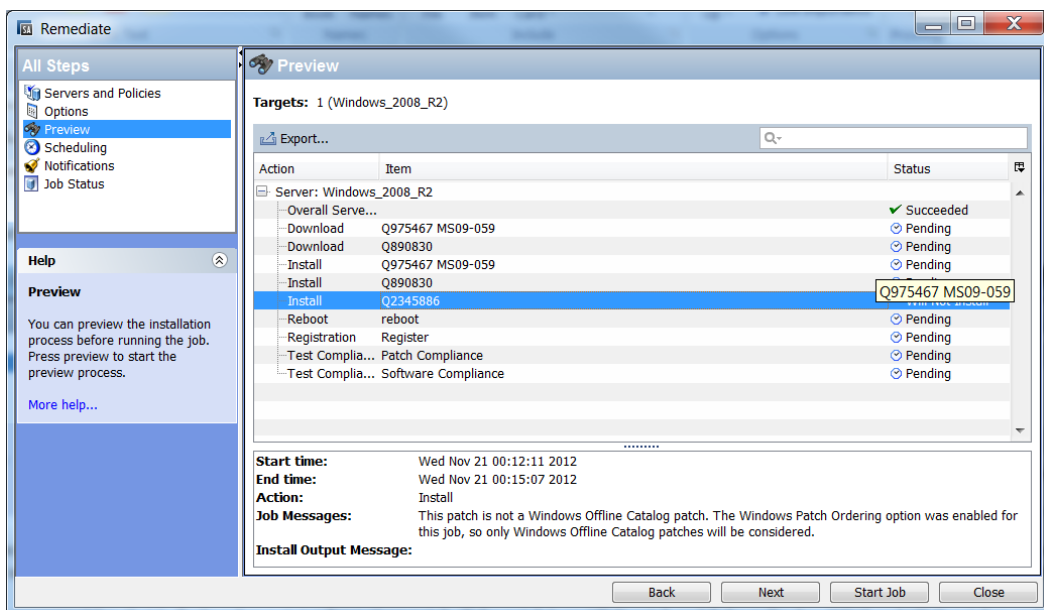 Remediate
All Steps
Servers and Policies
Options
Preview
Scheduling
Notifications
Job Status
Help
Preview
You can preview the installation
process before running the job.
Press preview to start the
preview process.
More help...
Preview
Targets: 1 (Windows_2008_R2)
Export...
Action Item Status
Server: Windows_2008_R2
Overall Serve... Succeeded
Download Q975467 MS09-059 Pending
Download Q890830 Pending
Install Q975467 MS09-059 Pending
Install Q890830
Q975467 MS09-059
Install Q2345886 Will Not Install
Reboot reboot Pending
Registration Register Pending
Test Complia... Patch Compliance Pending
Test Complia... Software Compliance Pending
Start time: Wed Nov 21 00:12:11 2012
End time: Wed Nov 21 00:15:07 2012
Action: Install
Job Messages: This patch is not a Windows Offline Catalog patch. The Windows Patch Ordering option was enabled for
this job, so only Windows Offline Catalog patches will be considered.
Install Output Message:
Back Next Start Job Close